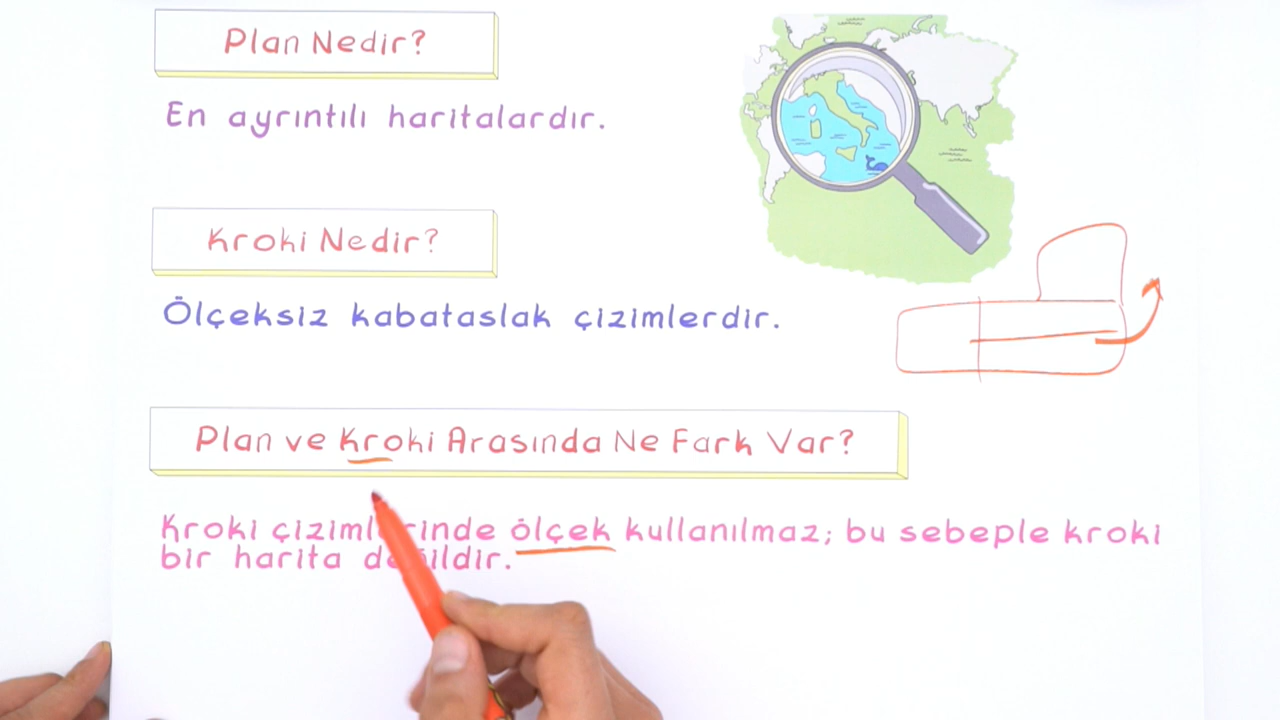 Plan Nedir?
En ayrıntılı haritalardır.
Kroki Nedir?
Ölçeksiz kabataslak çizimlerdir.
Plan ve Kroki Arasında Ne Fark Var?
Kroki çizimlerinde ölçek kullanılmaz; bu sebeple kroki
bir harita değildir.